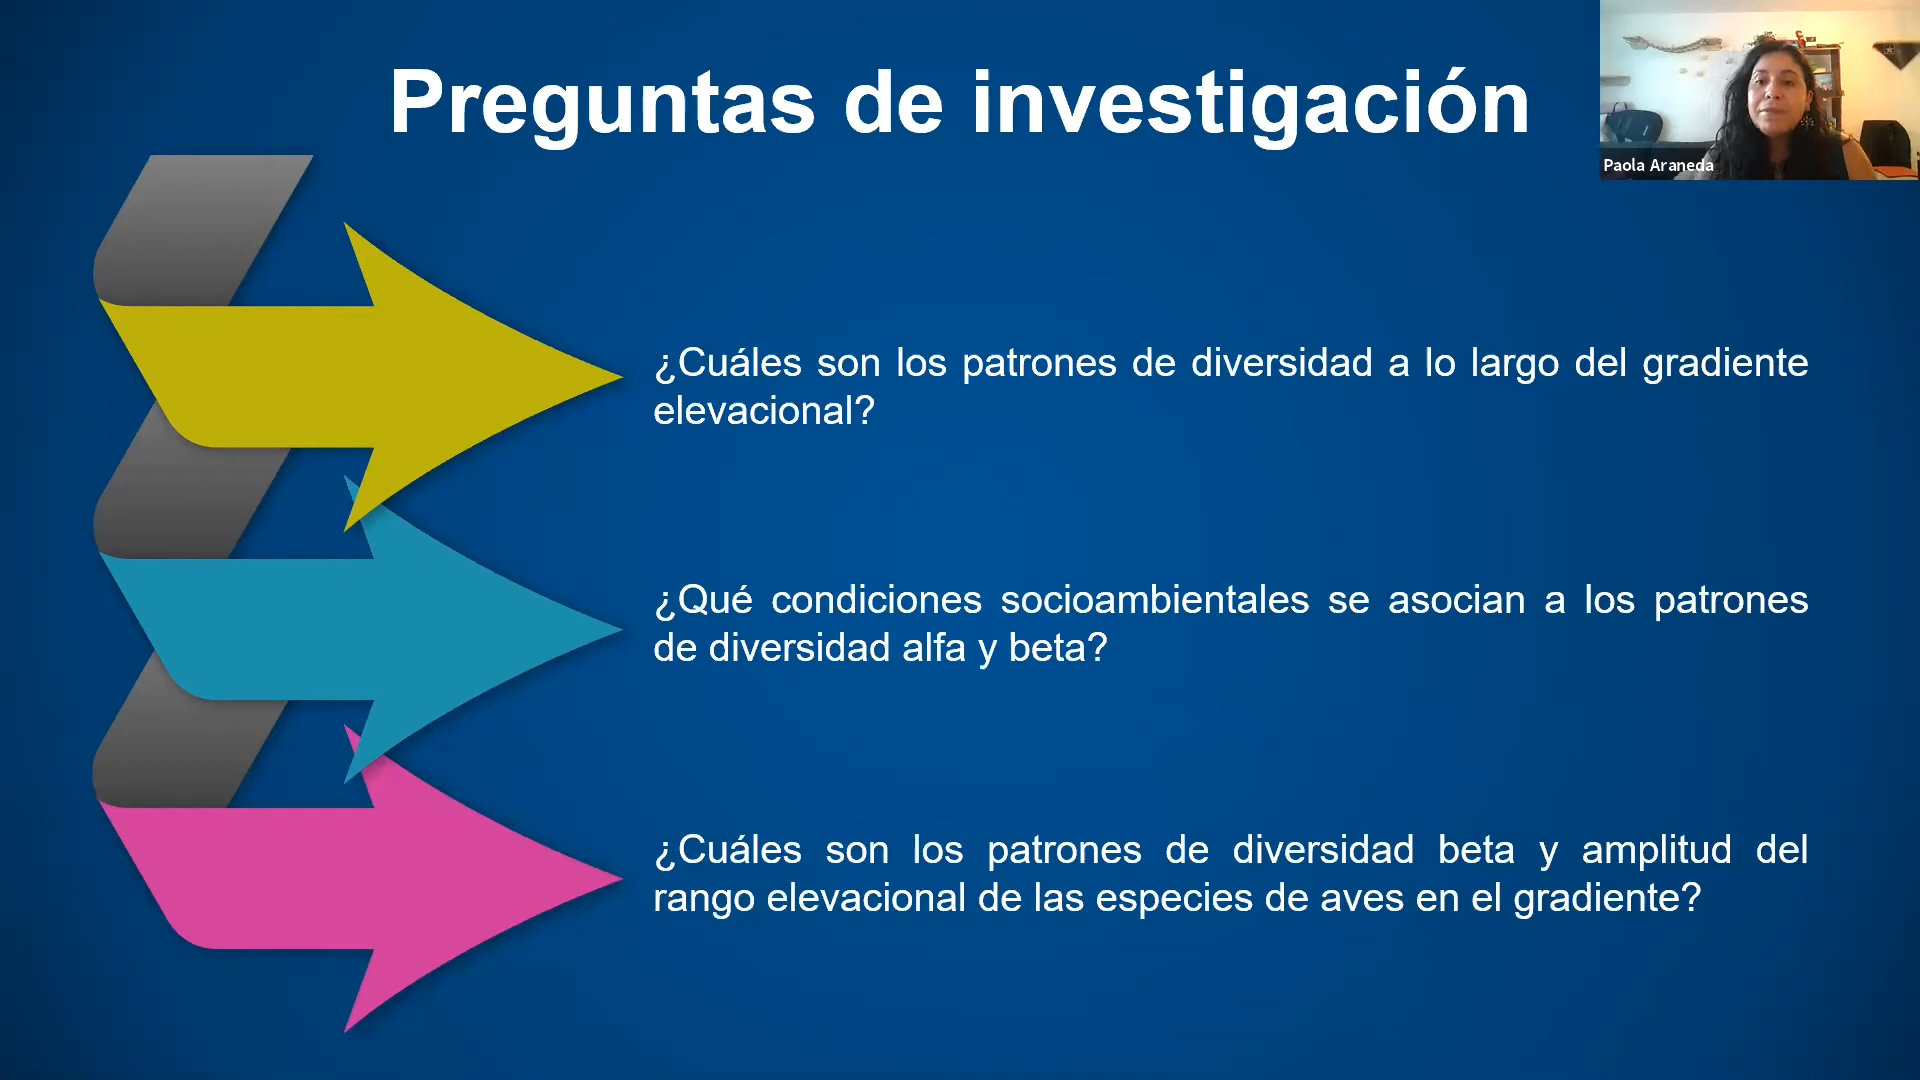 Preguntas de investigación
Paola Araneda
¿Cuáles son los patrones de diversidad a lo largo del gradiente
elevacional?
¿Qué condiciones socioambientales se asocian a los patrones
de diversidad alfa y beta?
¿Cuáles son los patrones de diversidad beta y amplitud del
rango elevacional de las especies de aves en el gradiente?